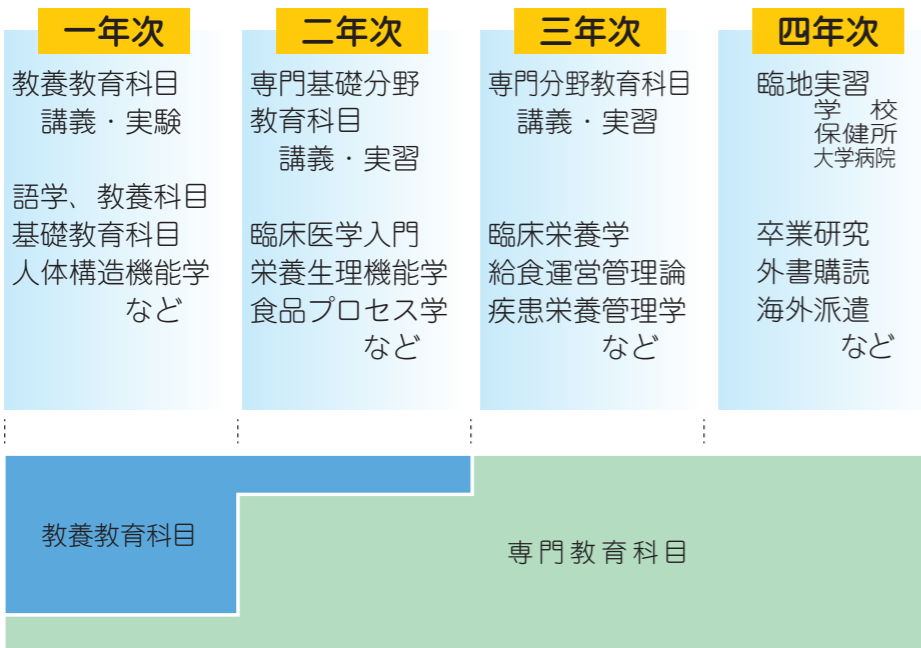 一年次
教養教育科目
講義・実験
語学、教養科目
基礎教育科目
人体構造機能学
など
二年次
専門基礎分野
教育科目
講義・実習
臨床医学入門
栄養生理機能学
食品プロセス学
など
三年次
専門分野教育科目
講義・実習
臨床栄養学
給食運営管理論
疾患栄養管理学
など
四年次
臨地実習
学　校
保健所
大学病院
卒業研究
外書購読
海外派遣
など
教養教育科目
専門教育科目